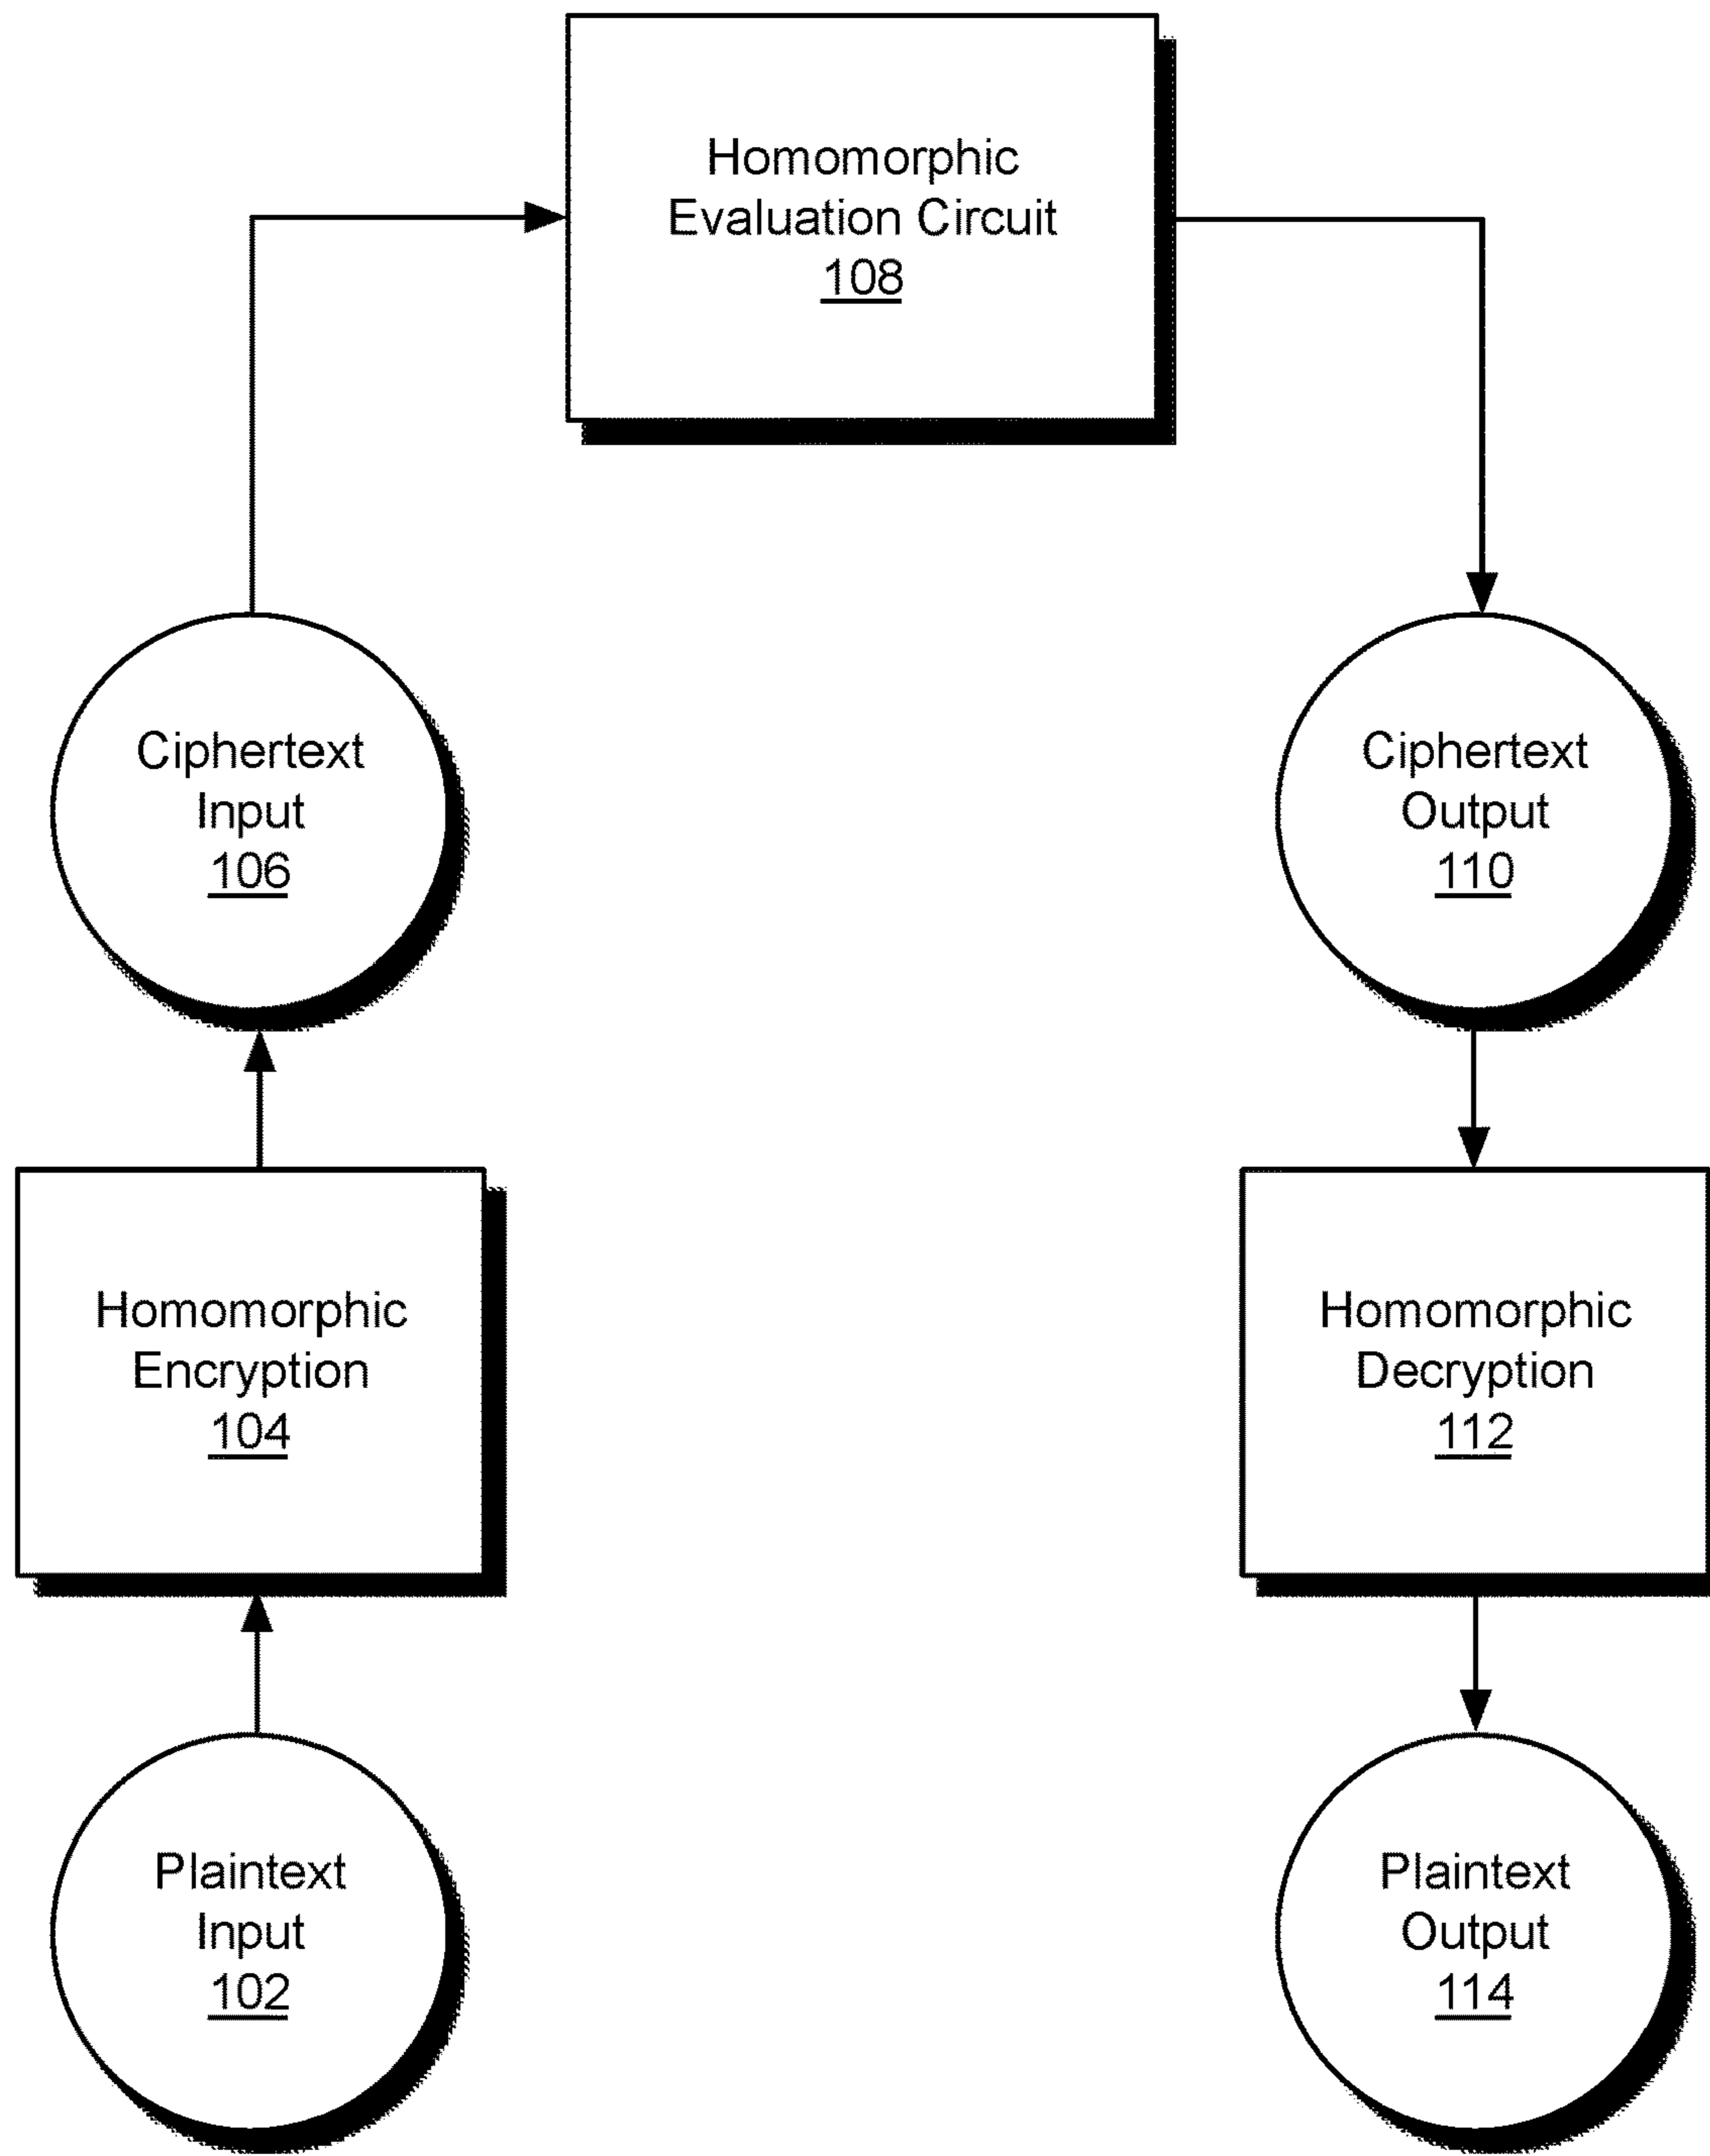 Homomorphic
Evaluation Circuit
108
Ciphertext
Input
106
Ciphertext
Output
110
Homomorphic
Encryption
104
Homomorphic
Decryption
112
Plaintext
Input
102
Plaintext
Output
114